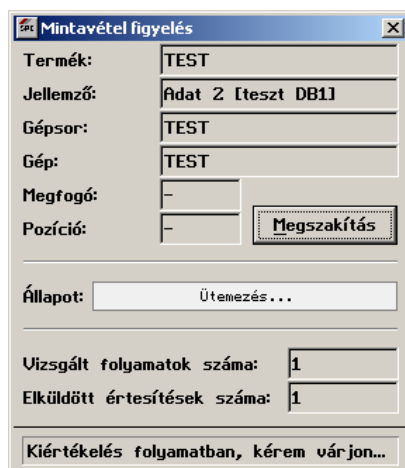 SPC Mintavétel figyelés
Termék: TEST
Jellemző: Adat 2 [teszt DB1]
Gépsor: TEST
Gép: TEST
Megfogó: -
Pozíció: - Megszakítás
Állapot: Ütemezés...
Vizsgált folyamatok száma: 1
Elküldött értesítések száma: 1
Kiértékelés folyamatban, kérem várjon...